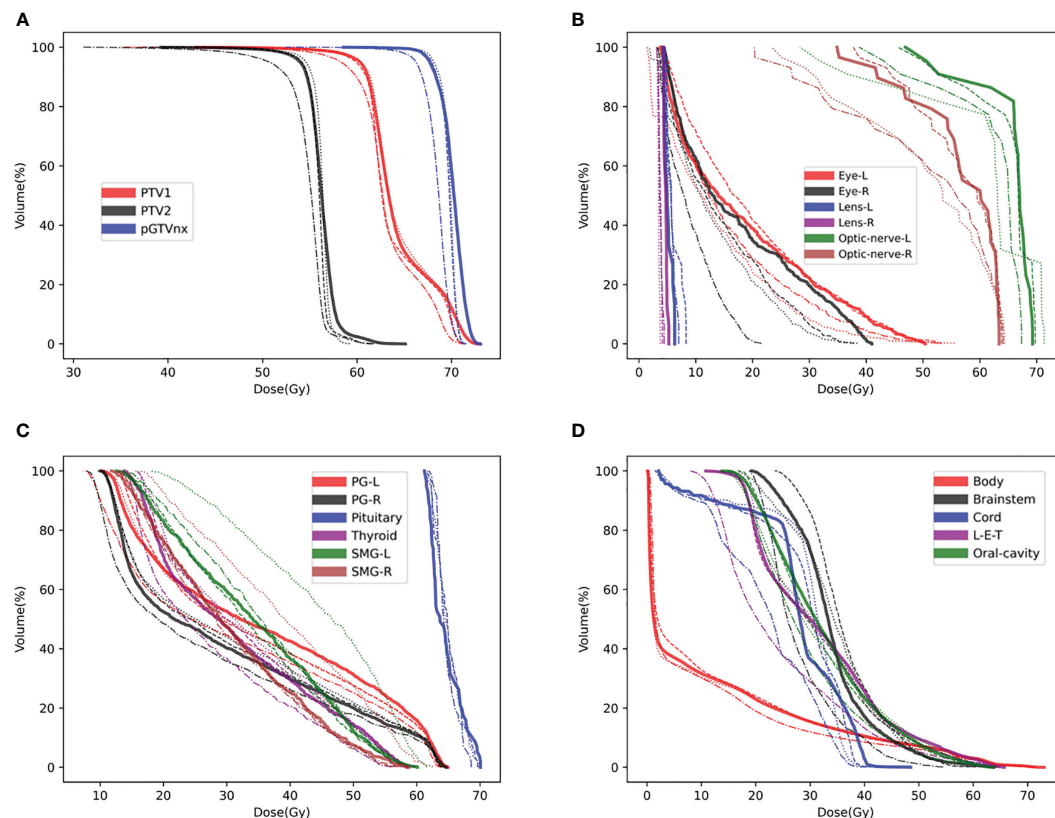 A
Volume(%)
100
80
60
40
20
0
PTV1
PTV2
pGTVnx
30 40 50 60 70
Dose(Gy)
B
Volume(%)
100
80
60
40
20
0
Eye-L
Eye-R
Lens-L
Lens-R
Optic-nerve-L
Optic-nerve-R
0 10 20 30 40 50 60 70
Dose(Gy)
C
Volume(%)
100
80
60
40
20
0
PG-L
PG-R
Pituitary
Thyroid
SMG-L
SMG-R
10 20 30 40 50 60 70
Dose(Gy)
D
Volume(%)
100
80
60
40
20
0
Body
Brainstem
Cord
L-E-T
Oral-cavity
0 10 20 30 40 50 60 70
Dose(Gy)